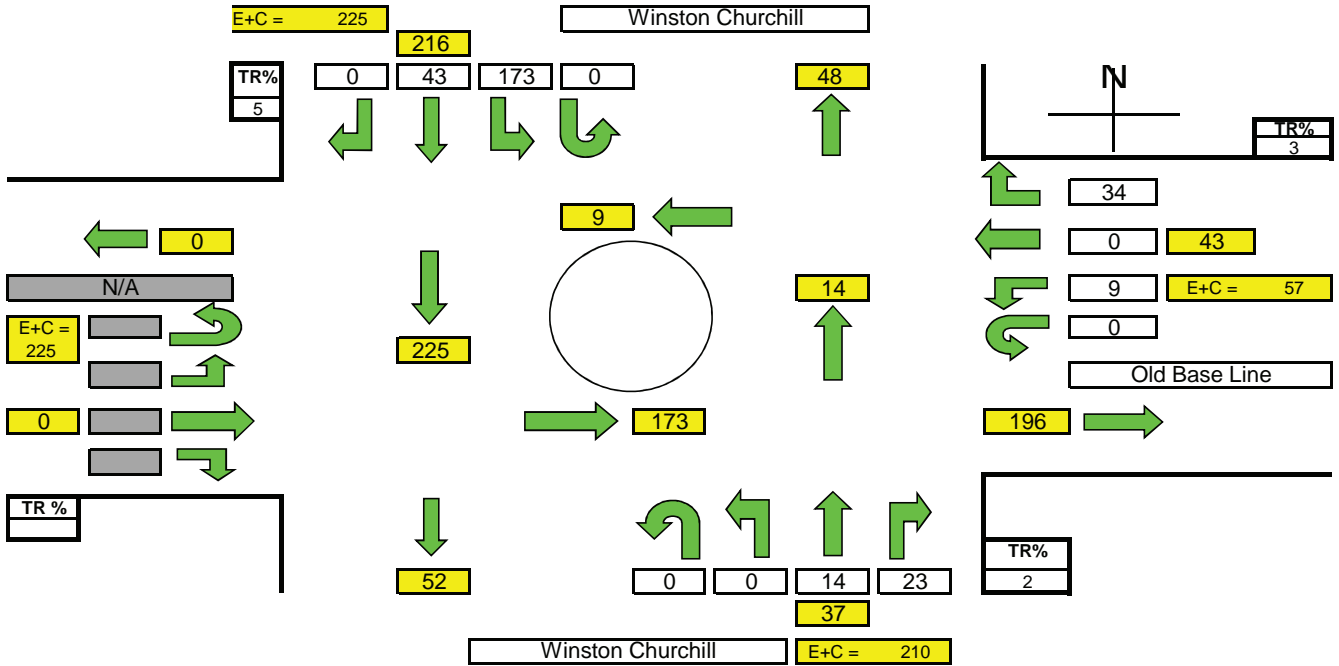 E+C = 225
Winston Churchill
216
TR%
5
0 43 173 0
48
N
TR%
3
34
9
0
0 43
N/A
14
9 E+C = 57
E+C =
225
0
225
Old Base Line
0
173
196
TR %
TR%
2
52
0 0 14 23
37
Winston Churchill
E+C = 210